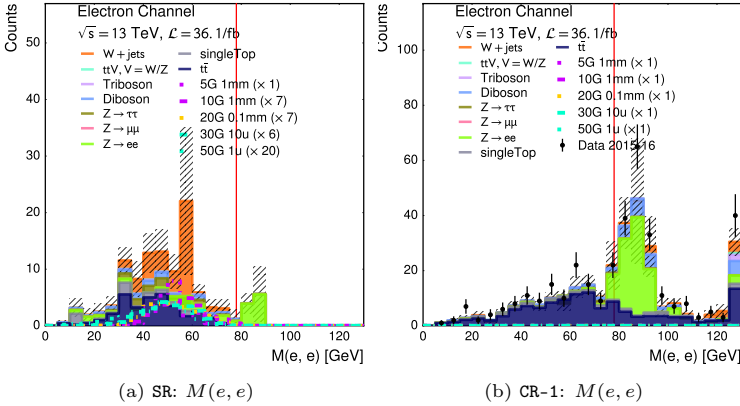 Electron Channel
√s = 13 TeV, 𝓛 = 36.1/fb
W + jets
ttV, V = W/Z
Triboson
Diboson
Z → ττ
Z → μμ
Z → ee
singleTop
tt̄
5G 1mm (× 1)
10G 1mm (× 7)
20G 0.1mm (× 7)
30G 10u (× 6)
50G 1u (× 20)
Counts
50
40
30
20
10
0
0 20 40 60 80 100 120
M(e, e) [GeV]
(a) SR: M(e, e)
Electron Channel
√s = 13 TeV, 𝓛 = 36.1/fb
W + jets
ttV, V = W/Z
Triboson
Diboson
Z → ττ
Z → μμ
Z → ee
singleTop
tt̄
5G 1mm (× 1)
10G 1mm (× 1)
20G 0.1mm (× 1)
30G 10u (× 1)
50G 1u (× 1)
Data 2015-16
Counts
100
80
60
40
20
0
0 20 40 60 80 100 120
M(e, e) [GeV]
(b) CR-1: M(e, e)